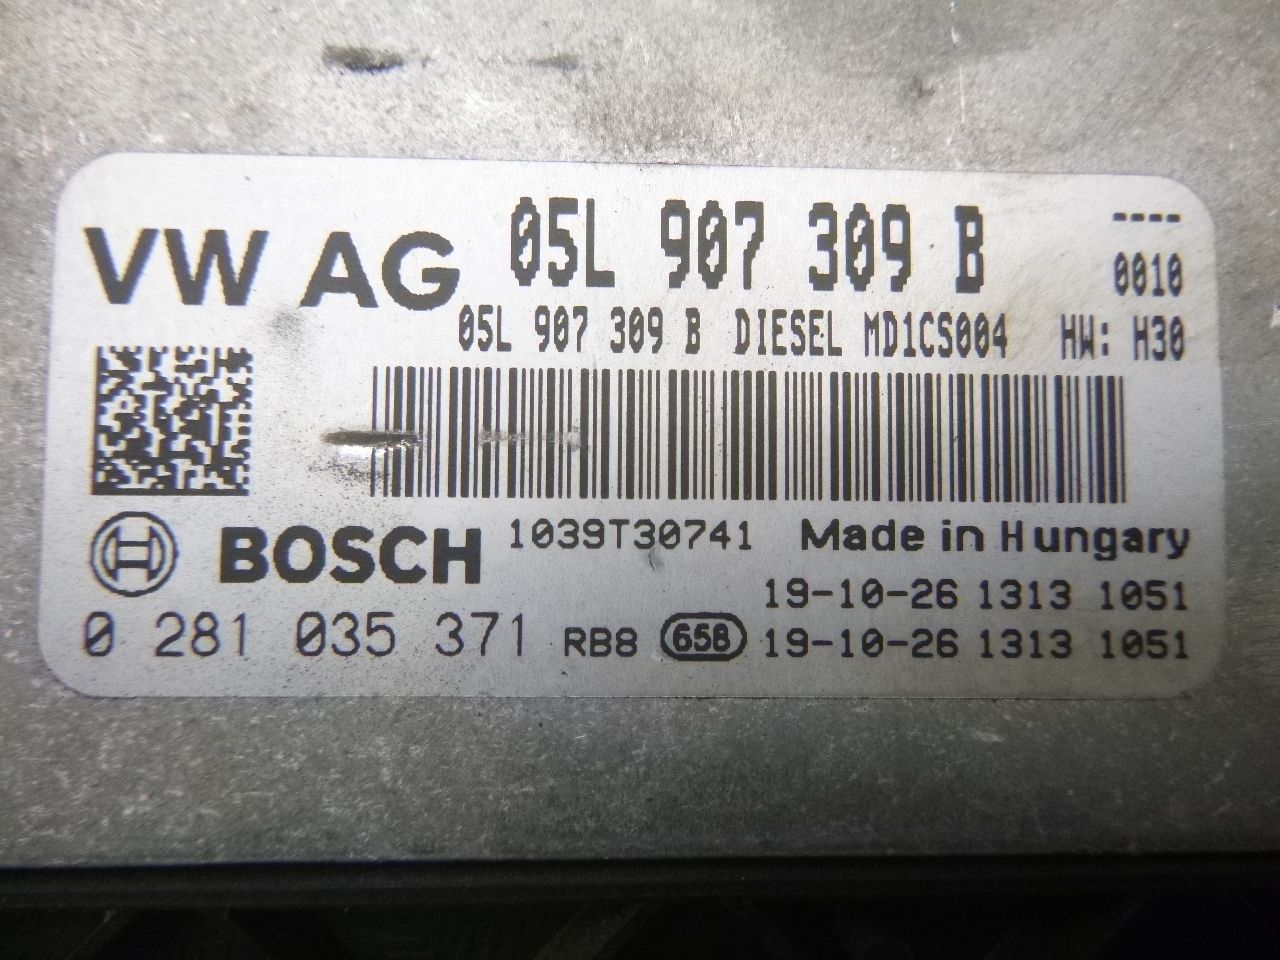 VW AG 05L 907 309 B ----
0010
05L 907 309 B DIESEL MD1CS004 HW: H30
BOSCH 1039T30741 Made in Hungary
19-10-26 1313 1051
0 281 035 371 RB8 658 19-10-26 1313 1051